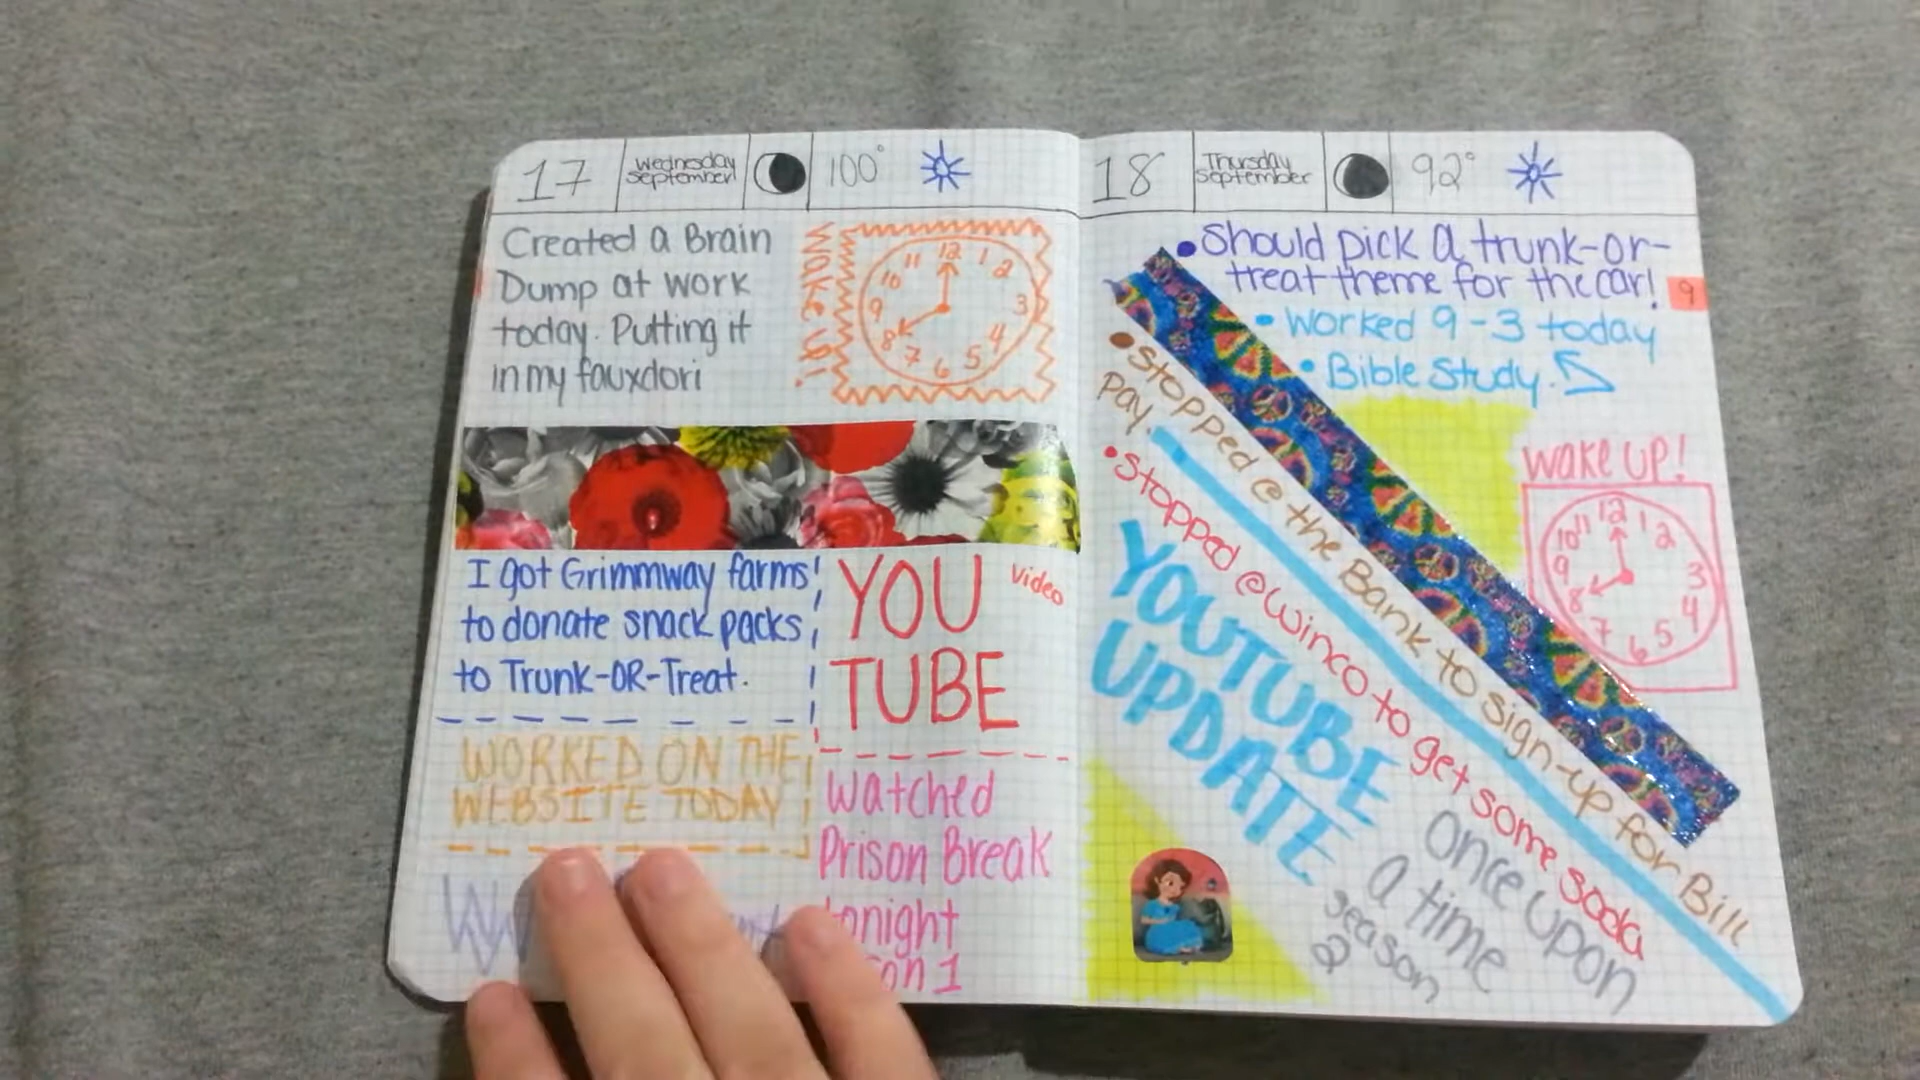 17
Wednesday
September
100°
Created a Brain
Dump at work
today. Putting it
in my fauxdori
Wake up!
12 1 2 3 4 5 6 7 8 9 10 11
I got Grimmway farms
to donate snack packs
to Trunk-OR-Treat.
YOU
TUBE
video
WORKED ON THE
WEBSITE TODAY
Watched
Prison Break
tonight
18
Thursday
September
92°
• Should pick a trunk-or-
treat theme for the car!
9
• Worked 9-3 today
• Bible Study.
WAKE UP!
12 1 2 3 4 5 6 7 8 9 10 11
• Stopped @ the Bank to sign-up for Bill
pay.
• Stopped @ Winco to get some soda
YOUTUBE
UPDATE
Once upon
a time
season
2